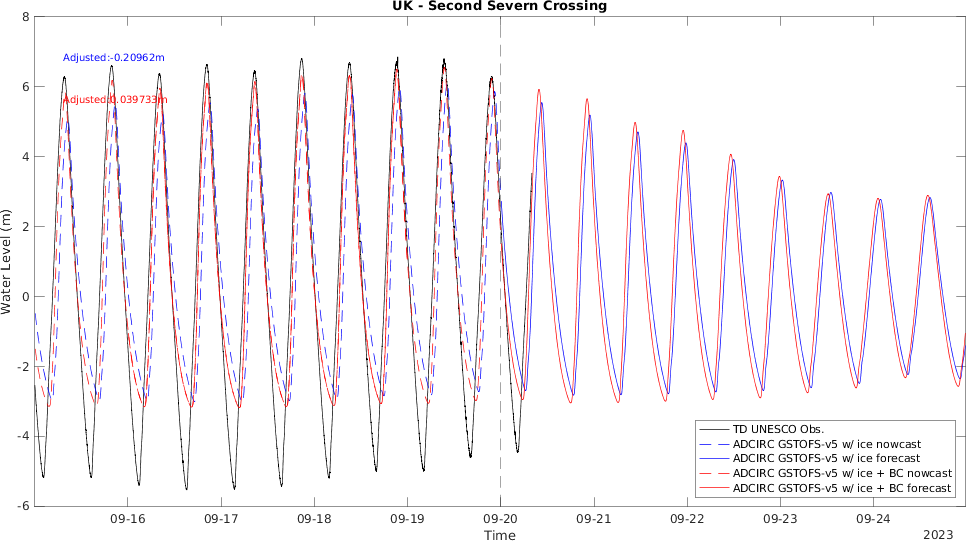 UK - Second Severn Crossing
8
6
4
2
0
-2
-4
-6
Water Level (m)
Adjusted:-0.20962m
Adjusted:0.039733m
TD UNESCO Obs.
ADCIRC GSTOFS-v5 w/ ice nowcast
ADCIRC GSTOFS-v5 w/ ice forecast
ADCIRC GSTOFS-v5 w/ ice + BC nowcast
ADCIRC GSTOFS-v5 w/ ice + BC forecast
09-16 09-17 09-18 09-19 09-20 09-21 09-22 09-23 09-24
Time
2023